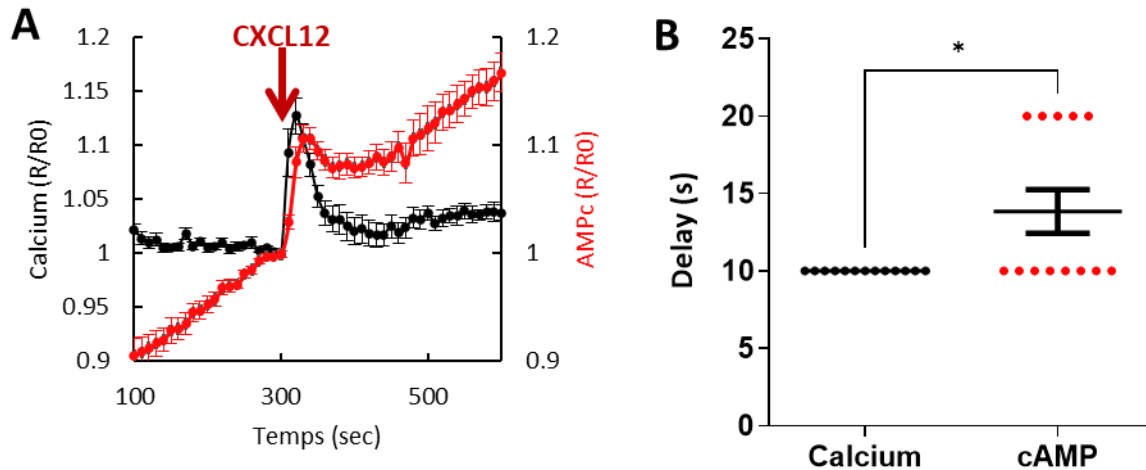 A
CXCL12
Calcium (R/R0)
1.2
1.15
1.1
1.05
1
0.95
0.9
1.2
1.1
1
0.9
AMPc (R/R0)
100
300
500
Temps (sec)
B
*
Delay (s)
25
20
15
10
5
0
Calcium
cAMP